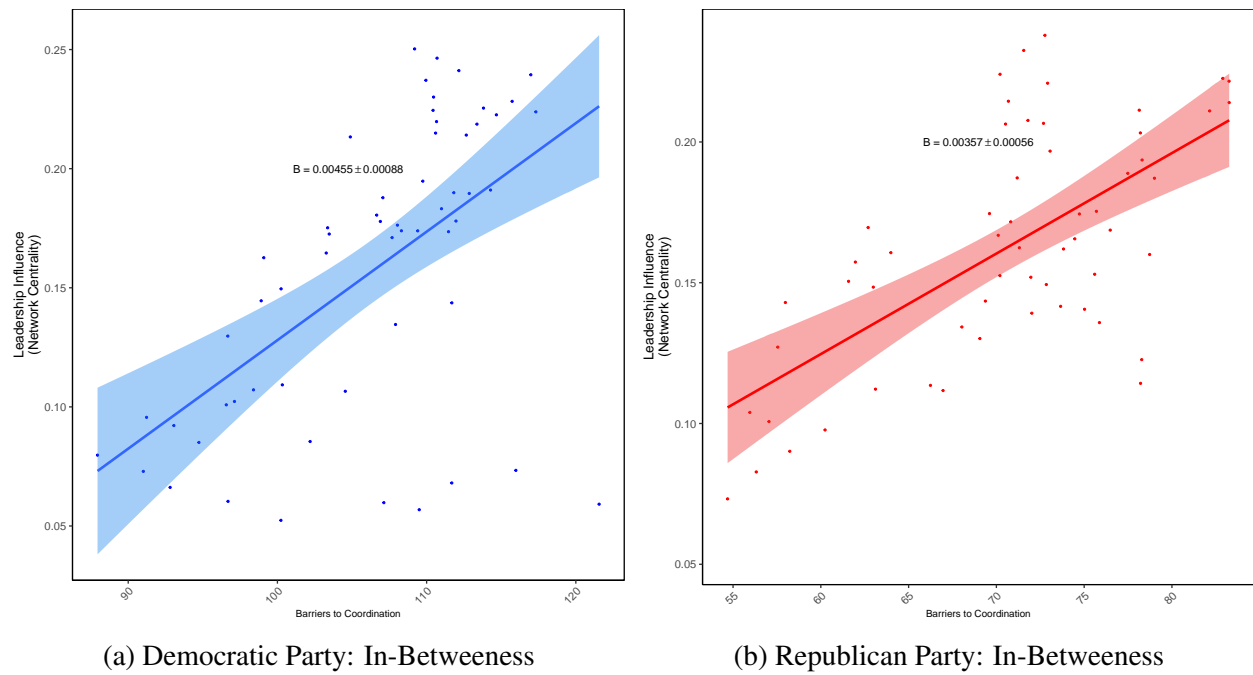 0.25
0.20
0.15
0.10
0.05
Leadership Influence
(Network Centrality)
B = 0.00455±0.00088
90
100
110
120
Barriers to Coordination
(a) Democratic Party: In-Betweeness
0.20
0.15
0.10
0.05
Leadership Influence
(Network Centrality)
B = 0.00357±0.00056
55
60
65
70
75
80
Barriers to Coordination
(b) Republican Party: In-Betweeness